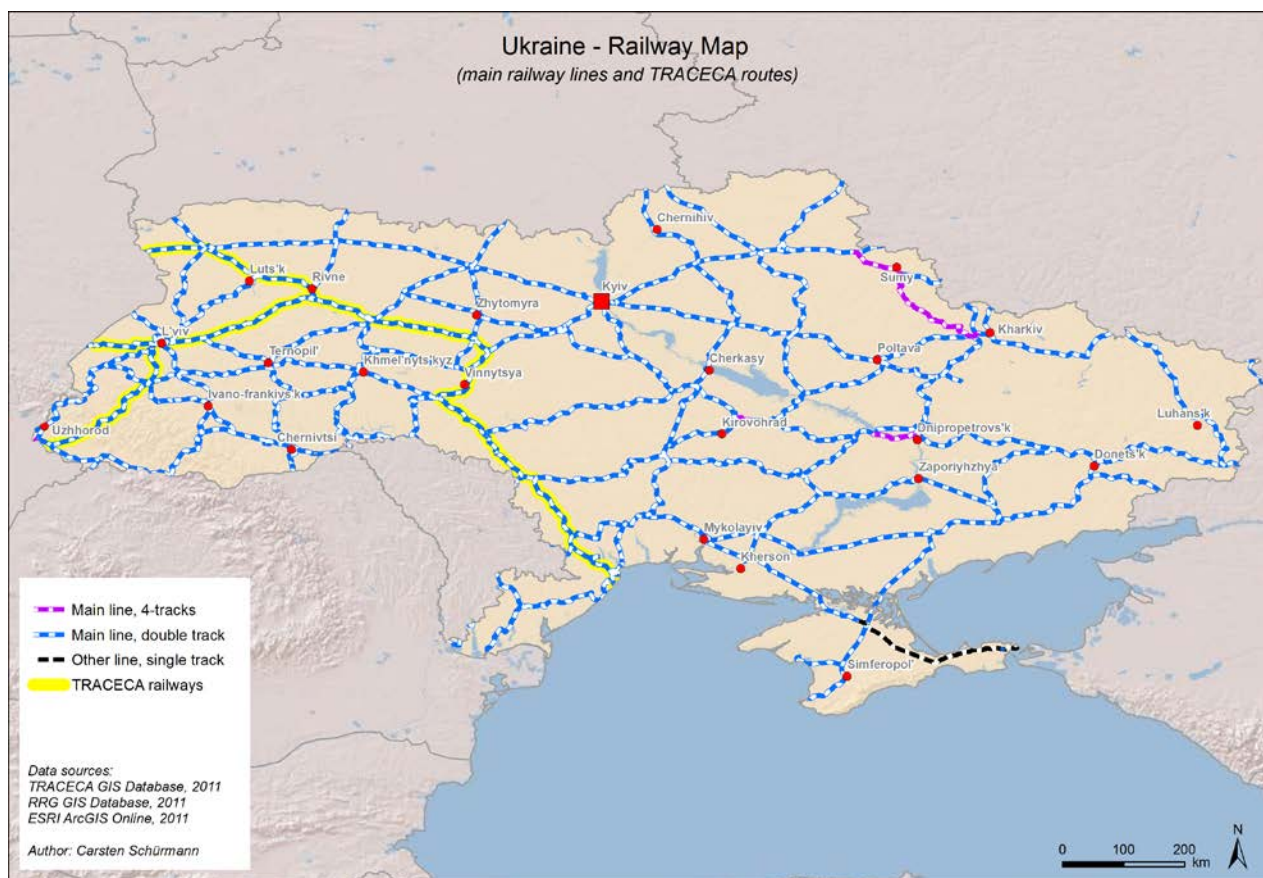 Ukraine - Railway Map
(main railway lines and TRACECA routes)
Chernihiv
Luts'k
Rivne
Sumy
Kyiv
Zhytomyra
L'viv
Kharkiv
Ternopil'
Khmel'nyts'kyz
Cherkasy
Poltava
Vinnytsya
Ivano-frankivs'k
Uzhhorod
Chernivtsi
Kirovohrad
Dnipropetrovs'k
Luhans'k
Donets'k
Zaporiyhzhya
Mykolayiv
Kherson
Simferopol'
Main line, 4-tracks
Main line, double track
Other line, single track
TRACECA railways
Data sources:
TRACECA GIS Database, 2011
RRG GIS Database, 2011
ESRI ArcGIS Online, 2011
Author: Carsten Schürmann
N
0 100 200
km